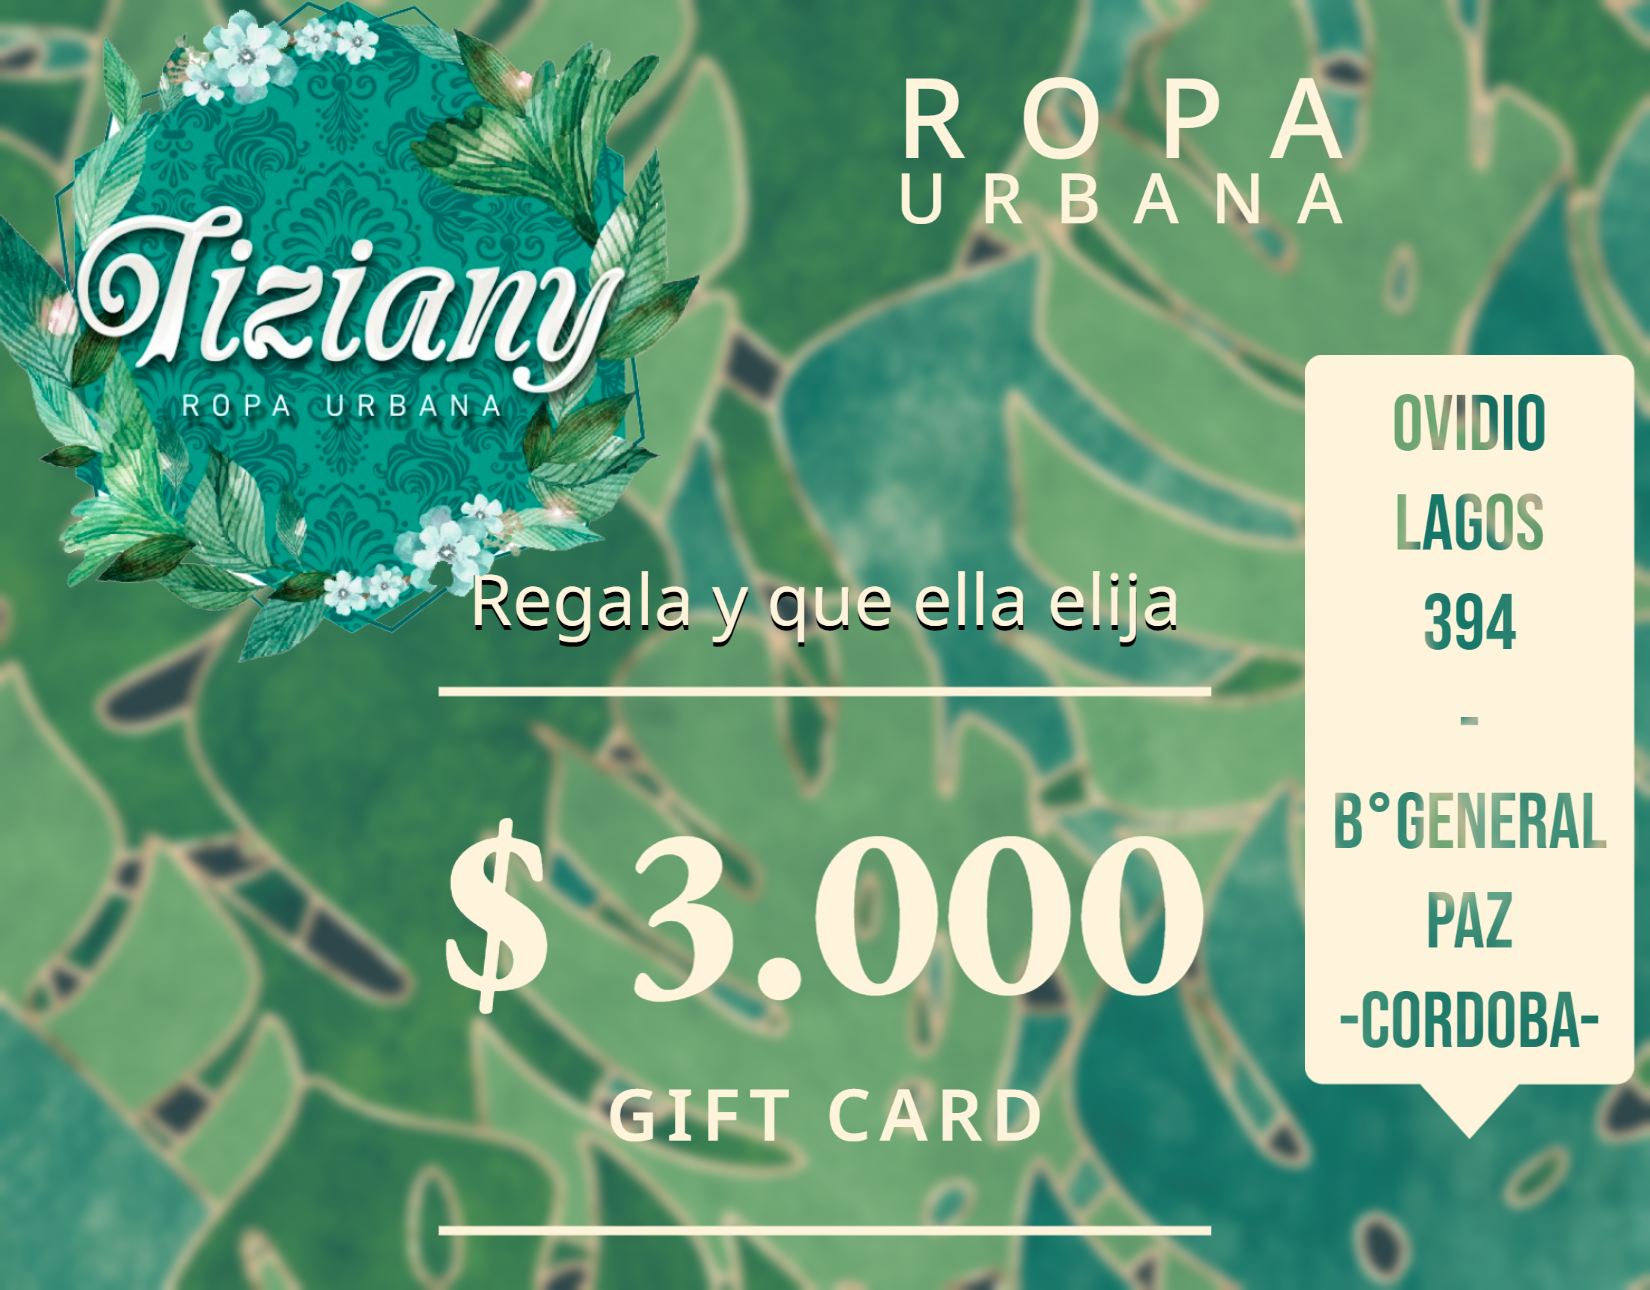 Tiziany
ROPA URBANA
ROPA
URBANA
Regala y que ella elija
$ 3.000
GIFT CARD
OVIDIO
LAGOS
394
-
B°GENERAL
PAZ
-CORDOBA-